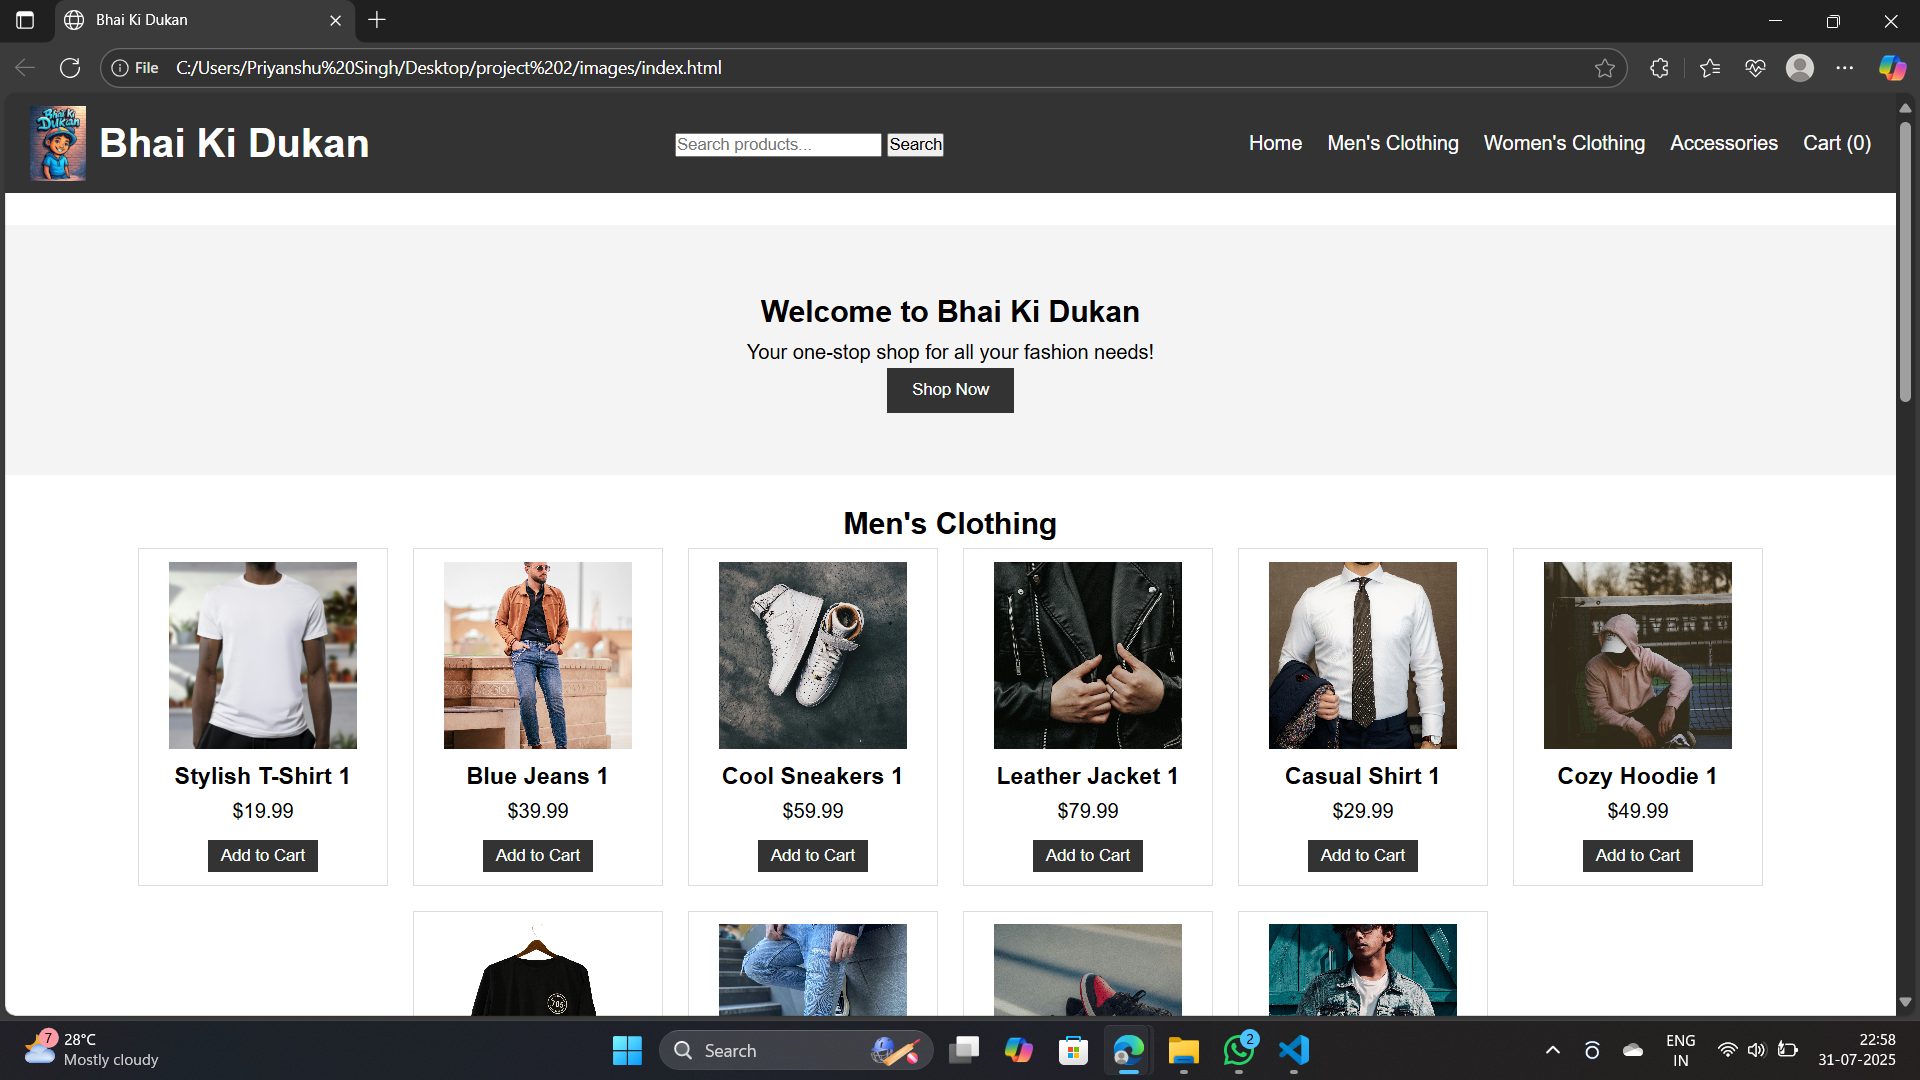 Bhai Ki Dukan
File C:/Users/Priyanshu%20Singh/Desktop/project%202/images/index.html
Bhai Ki
DUKan
Bhai Ki Dukan
Search products... Search
Home Men's Clothing Women's Clothing Accessories Cart (0)
Welcome to Bhai Ki Dukan
Your one-stop shop for all your fashion needs!
Shop Now
Men's Clothing
Stylish T-Shirt 1 Blue Jeans 1 Cool Sneakers 1 Leather Jacket 1 Casual Shirt 1 Cozy Hoodie 1
$19.99 $39.99 $59.99 $79.99 $29.99 $49.99
Add to Cart Add to Cart Add to Cart Add to Cart Add to Cart Add to Cart
7 28°C
Mostly cloudy
Search
2
ENG
IN
22:58
31-07-2025